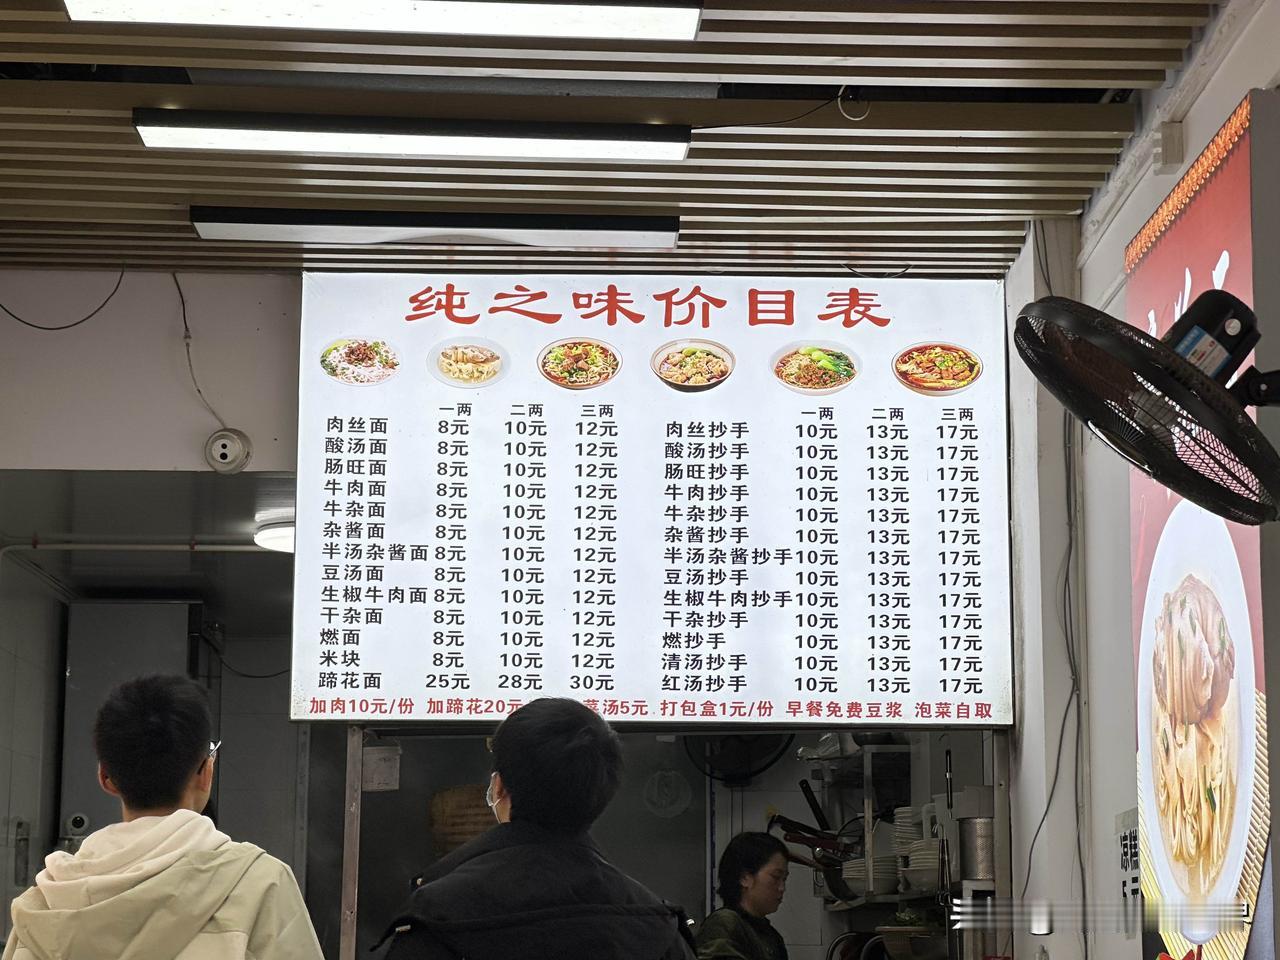 纯之味价目表
一两 二两 三两 一两 二两 三两
肉丝面 8元 10元 12元 肉丝抄手 10元 13元 17元
酸汤面 8元 10元 12元 酸汤抄手 10元 13元 17元
肠旺面 8元 10元 12元 肠旺抄手 10元 13元 17元
牛肉面 8元 10元 12元 牛肉抄手 10元 13元 17元
牛杂面 8元 10元 12元 牛杂抄手 10元 13元 17元
杂酱面 8元 10元 12元 杂酱抄手 10元 13元 17元
半汤杂酱面 8元 10元 12元 半汤杂酱抄手 10元 13元 17元
豆汤面 8元 10元 12元 豆汤抄手 10元 13元 17元
生椒牛肉面 8元 10元 12元 生椒牛肉抄手 10元 13元 17元
干杂面 8元 10元 12元 干杂抄手 10元 13元 17元
燃面 8元 10元 12元 燃抄手 10元 13元 17元
米块 8元 10元 12元 清汤抄手 10元 13元 17元
蹄花面 25元 28元 30元 红汤抄手 10元 13元 17元
加肉10元/份 加蹄花20元 菜汤5元 打包盒1元/份 早餐免费豆浆 泡菜自取
凉糕
5元